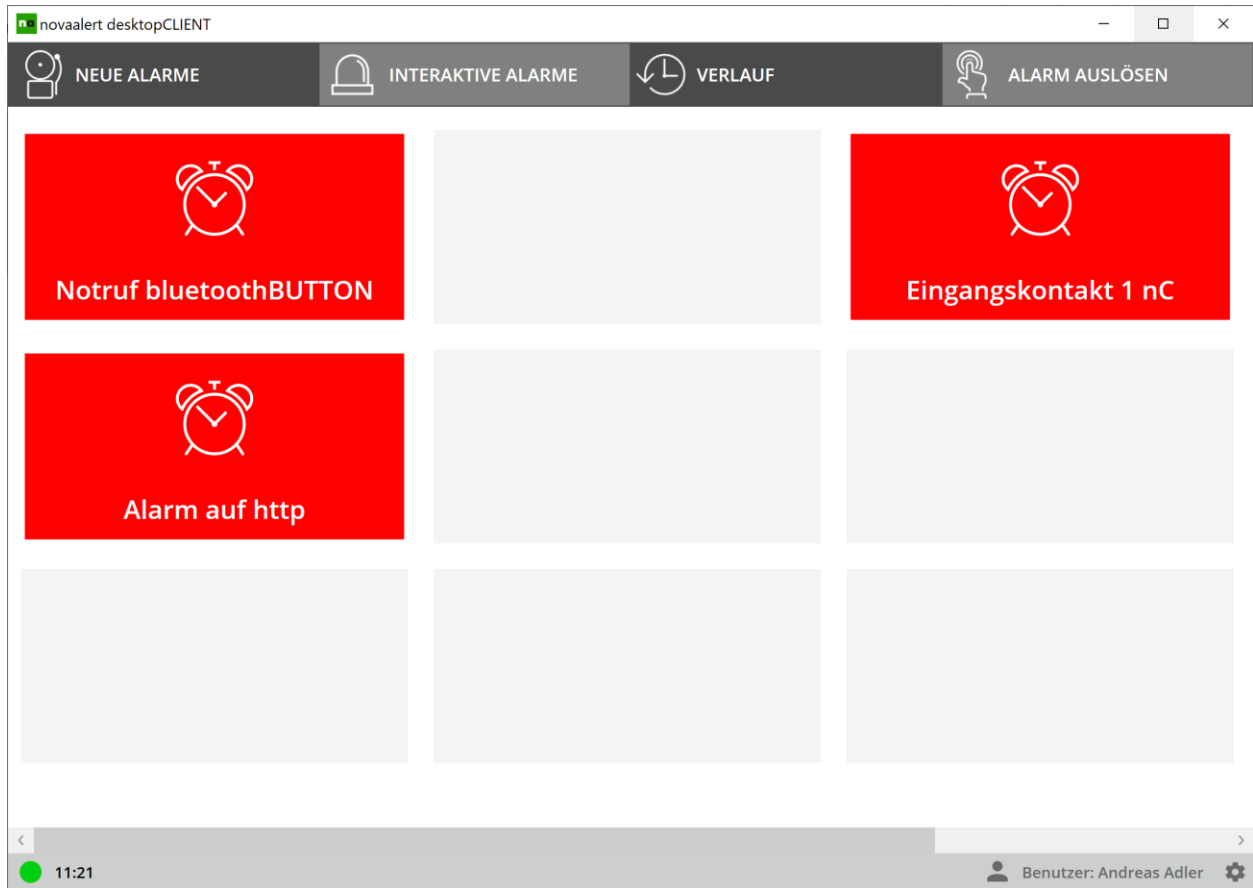 no novaalert desktopCLIENT
NEUE ALARME
INTERAKTIVE ALARME
VERLAUF
ALARM AUSLÖSEN
Notruf bluetoothBUTTON
Eingangskontakt 1 nC
Alarm auf http
11:21
Benutzer: Andreas Adler